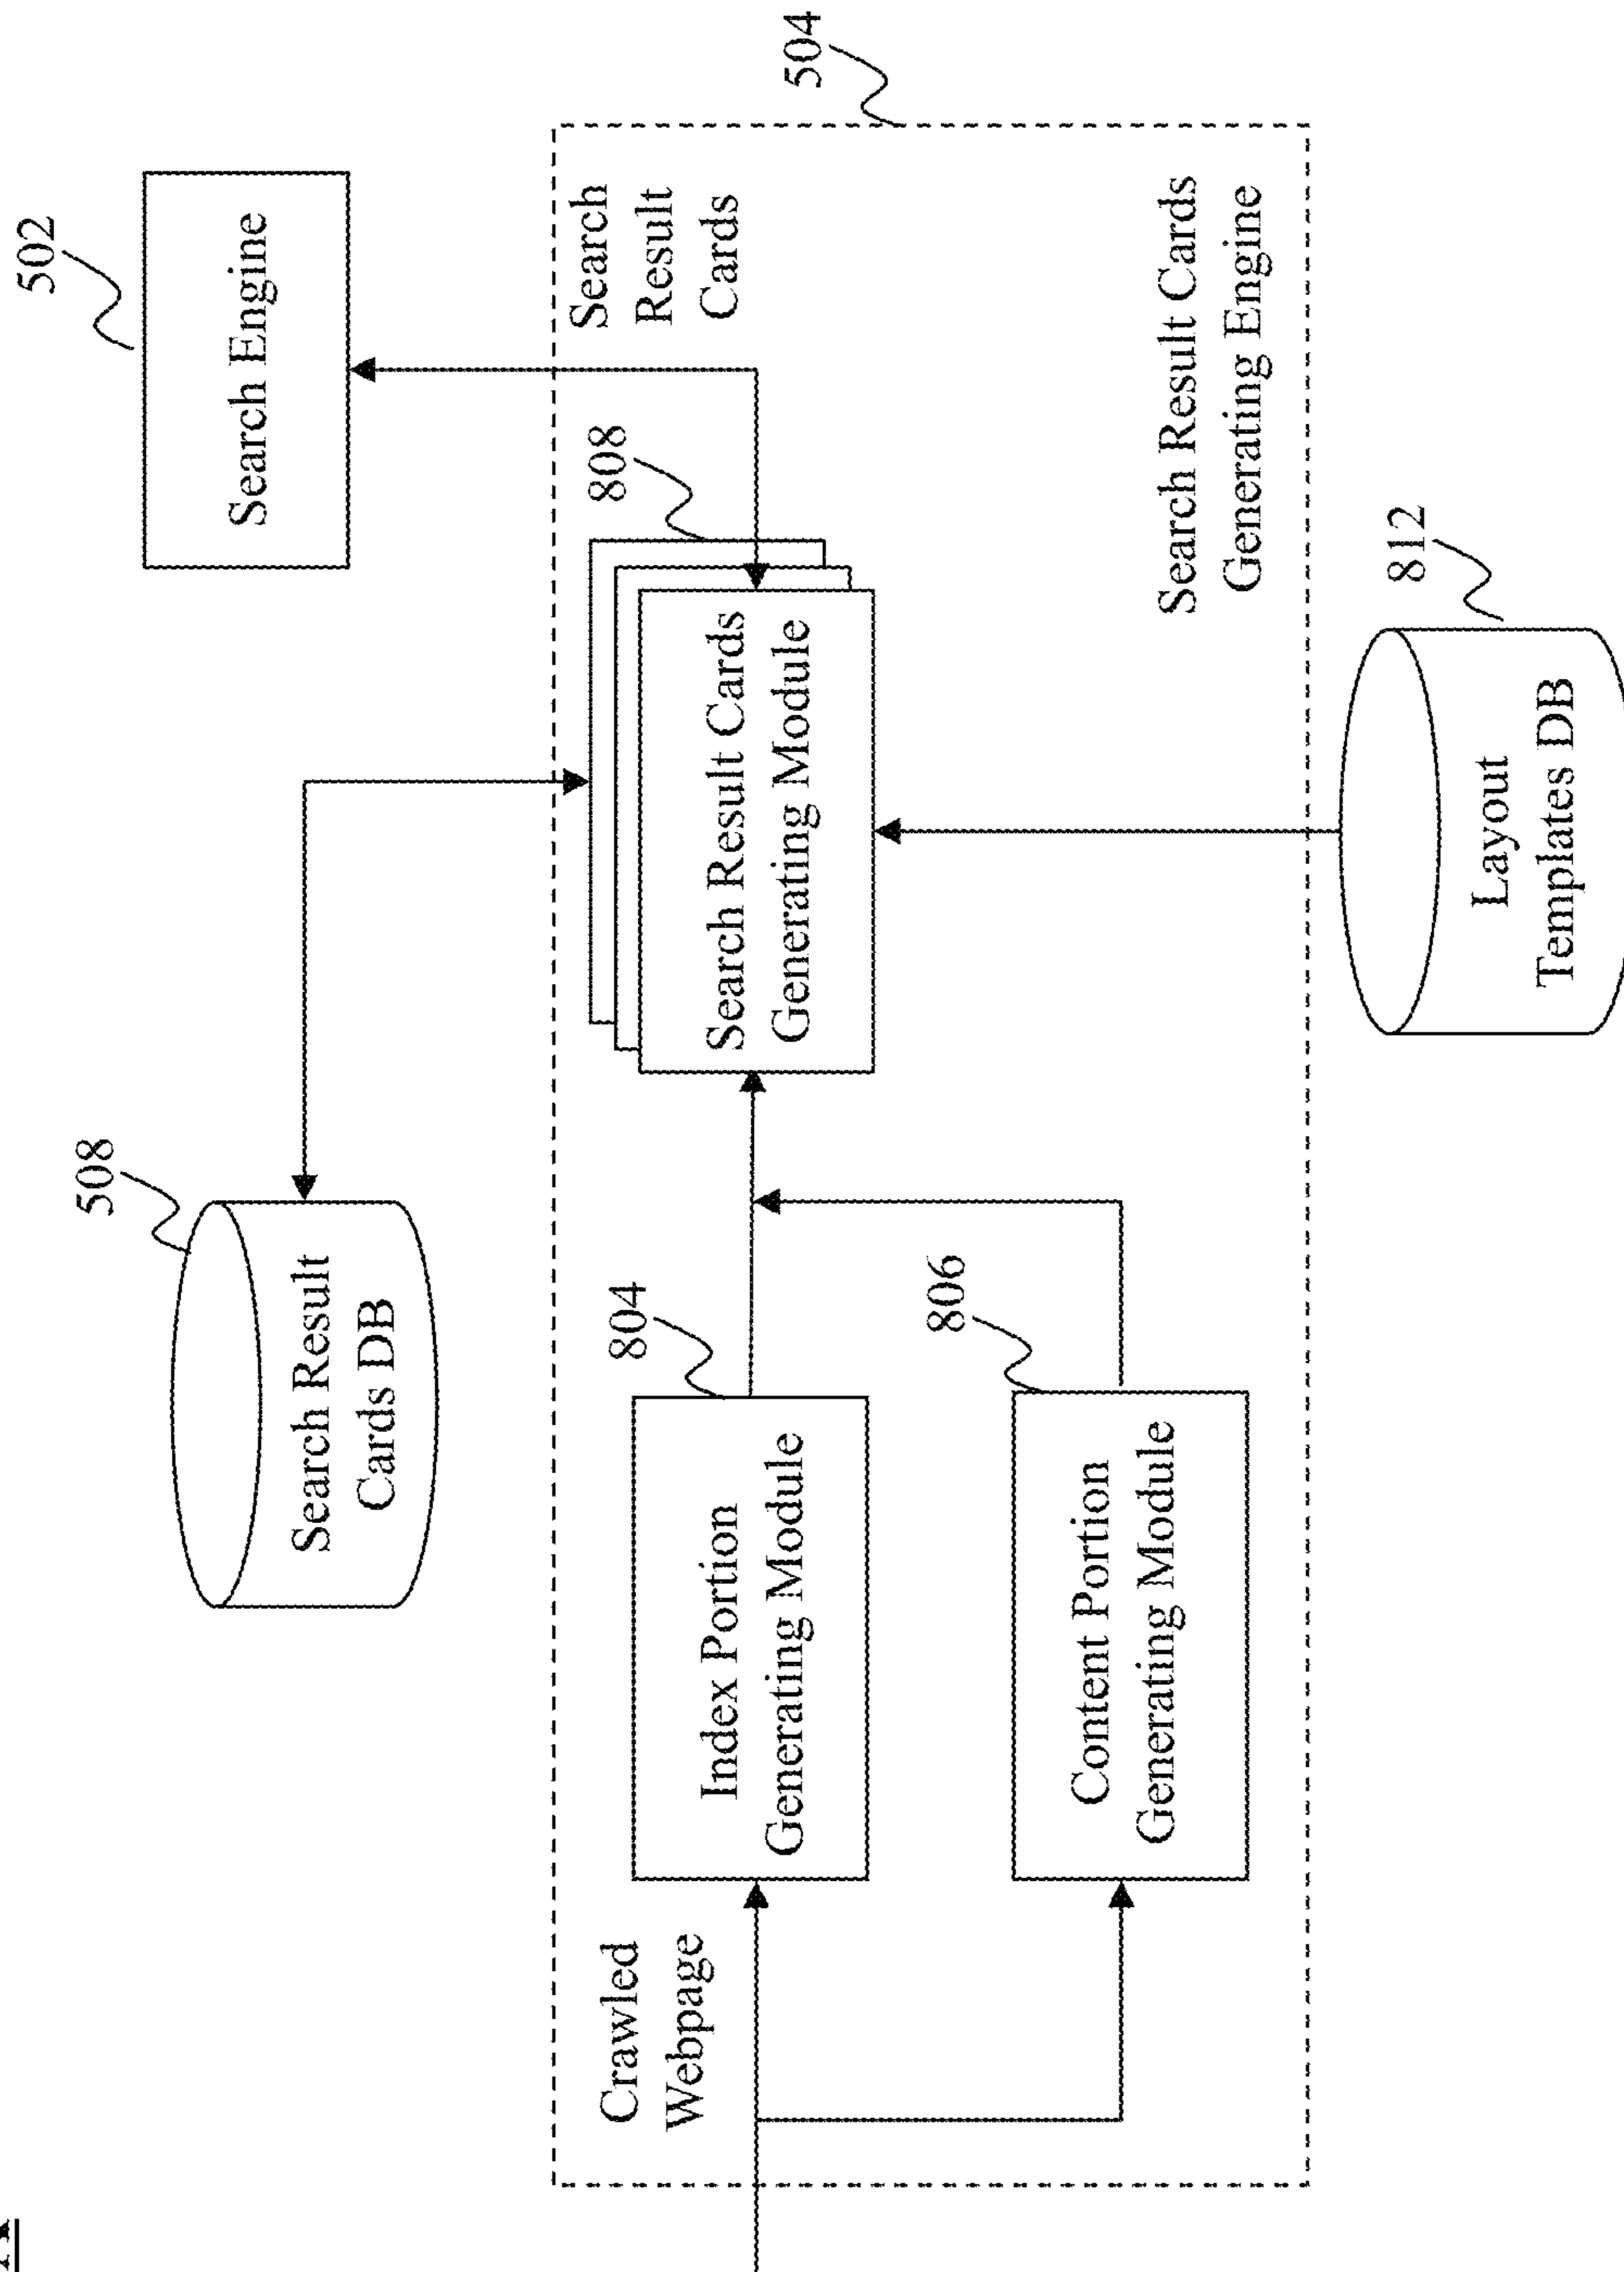 508
Search Result
Cards DB
502
Search Engine
Crawled
Webpage
804
Index Portion
Generating Module
808
Search Result Cards
Generating Module
Search
Result
Cards
504
806
Content Portion
Generating Module
Search Result Cards
Generating Engine
812
Layout
Templates DB